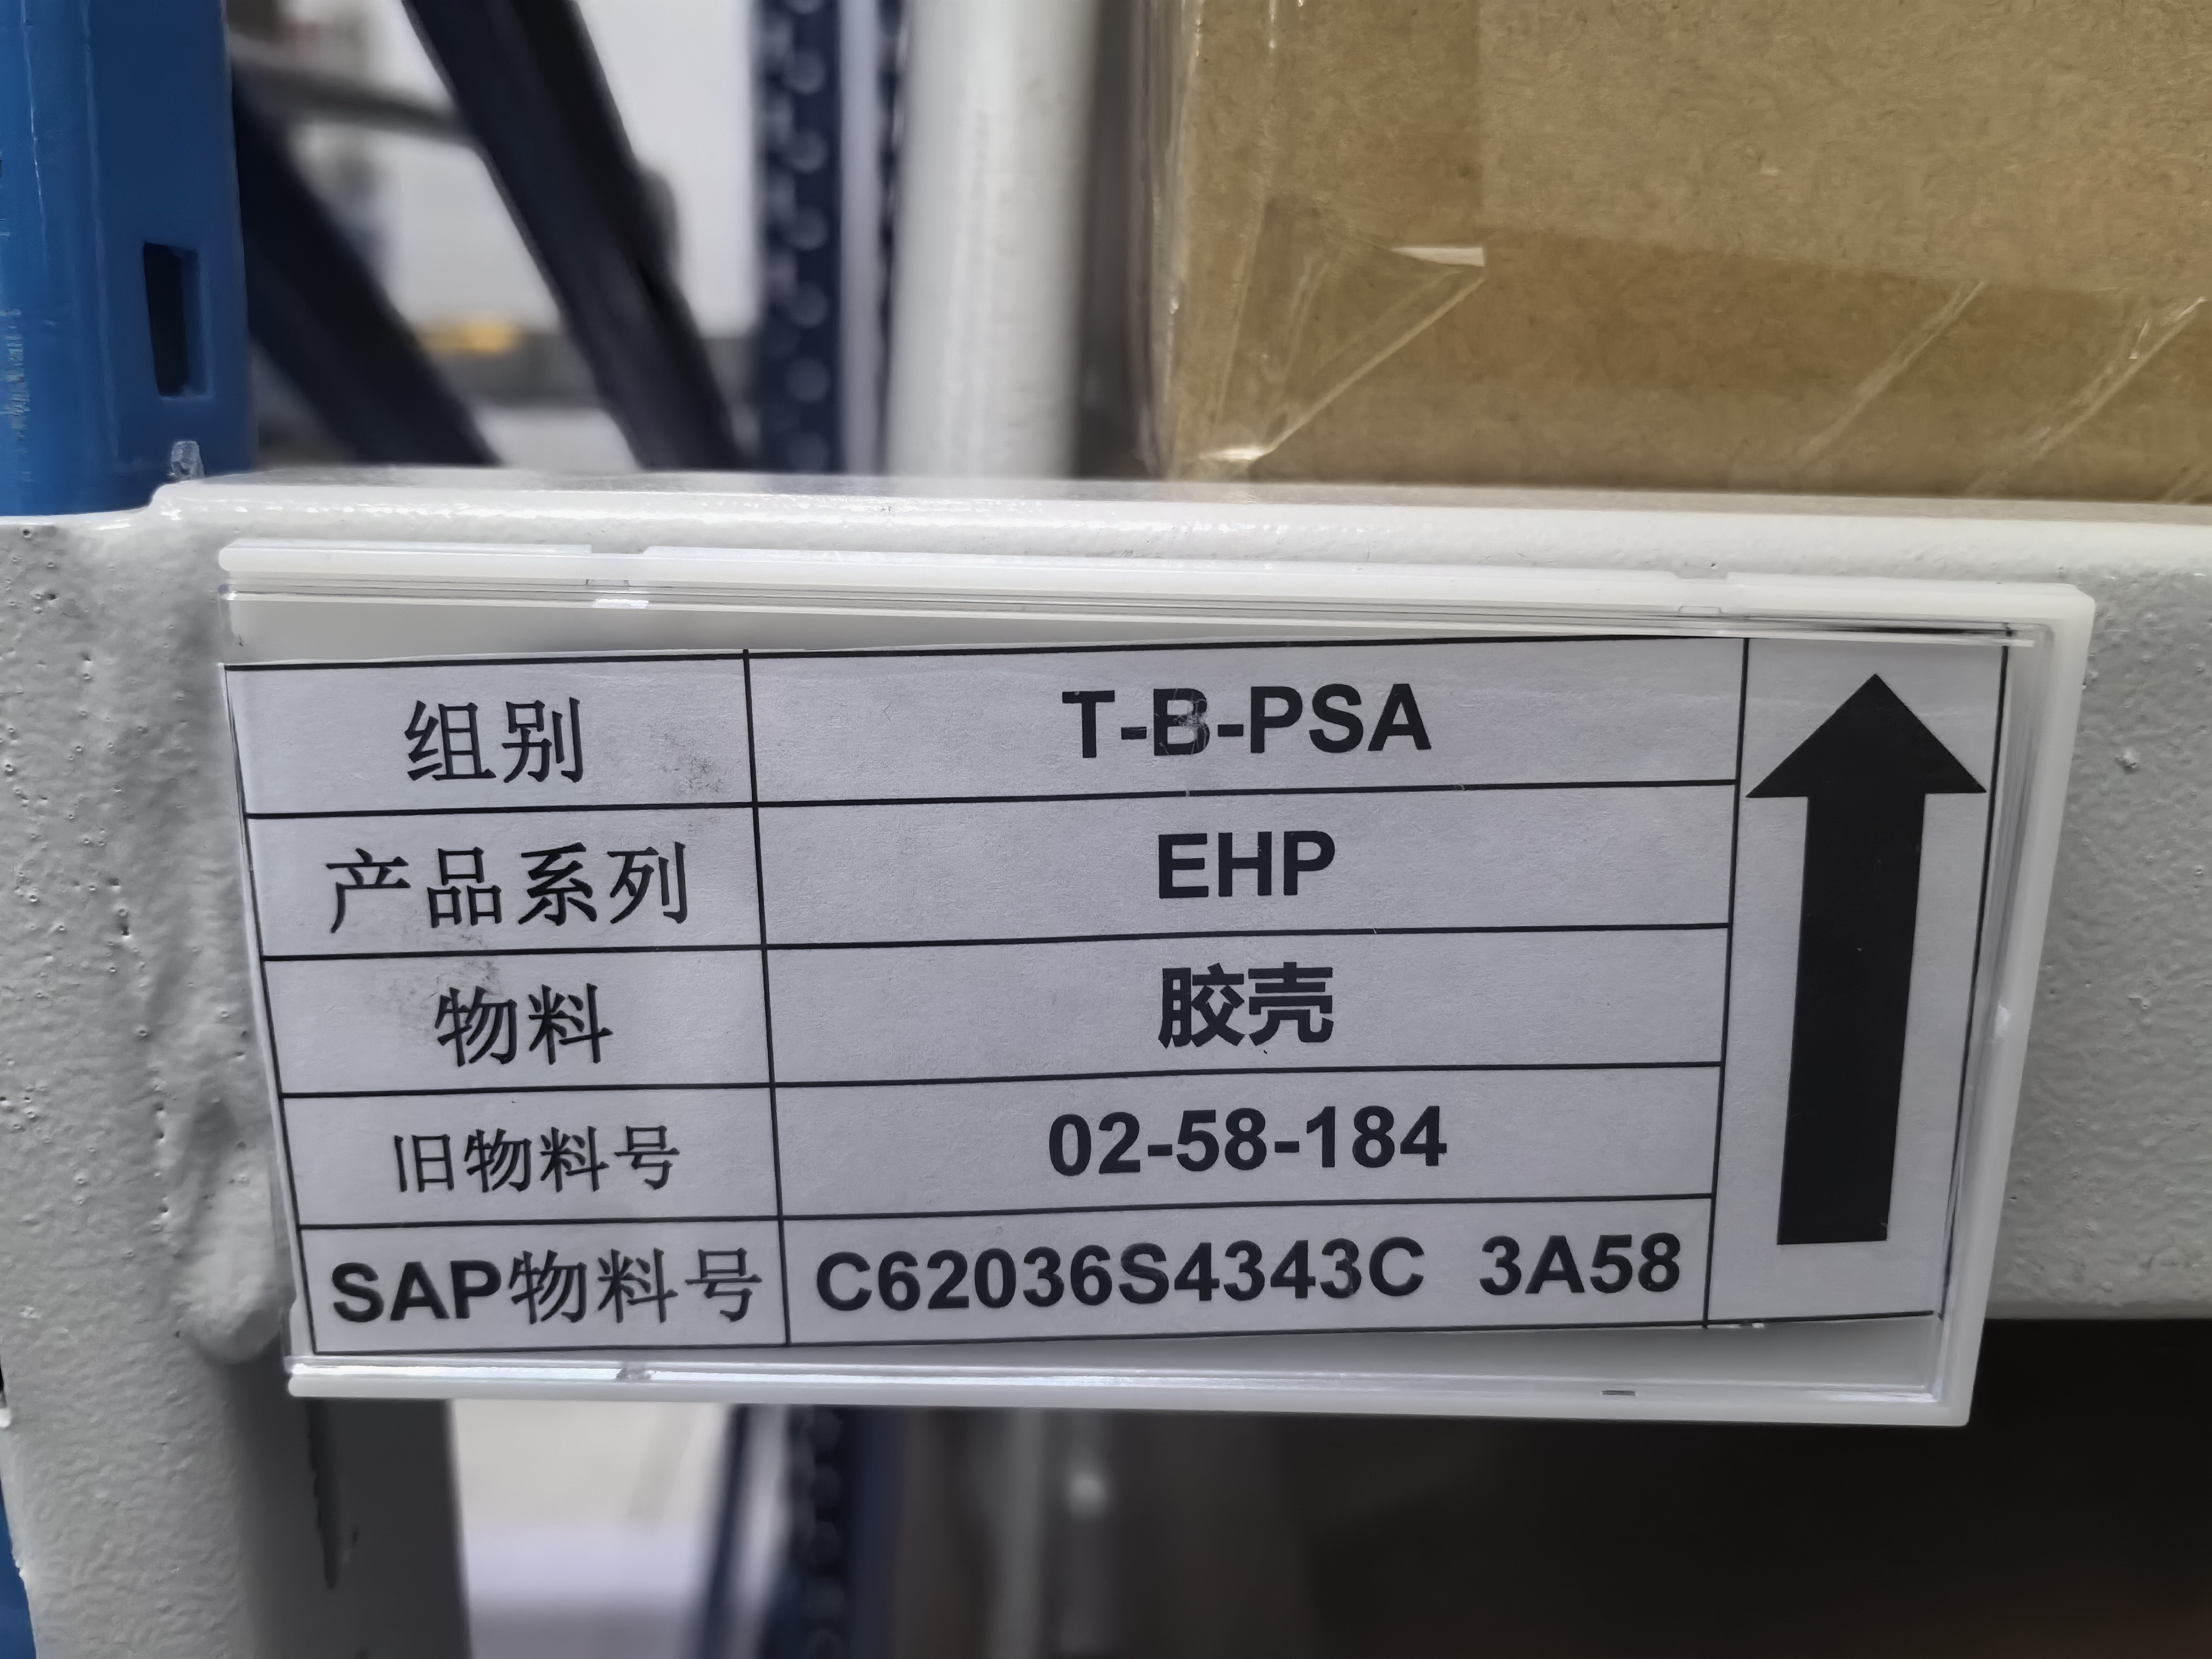 组别 T-B-PSA
产品系列 EHP
物料 胶壳
旧物料号 02-58-184
SAP物料号 C62036S4343C 3A58